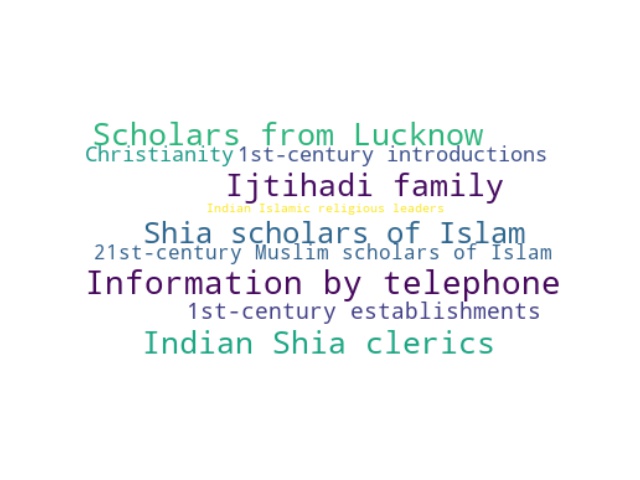 Scholars from Lucknow
Christianity 1st-century introductions
Ijtihadi family
Indian Islamic religious leaders
Shia scholars of Islam
21st-century Muslim scholars of Islam
Information by telephone
1st-century establishments
Indian Shia clerics